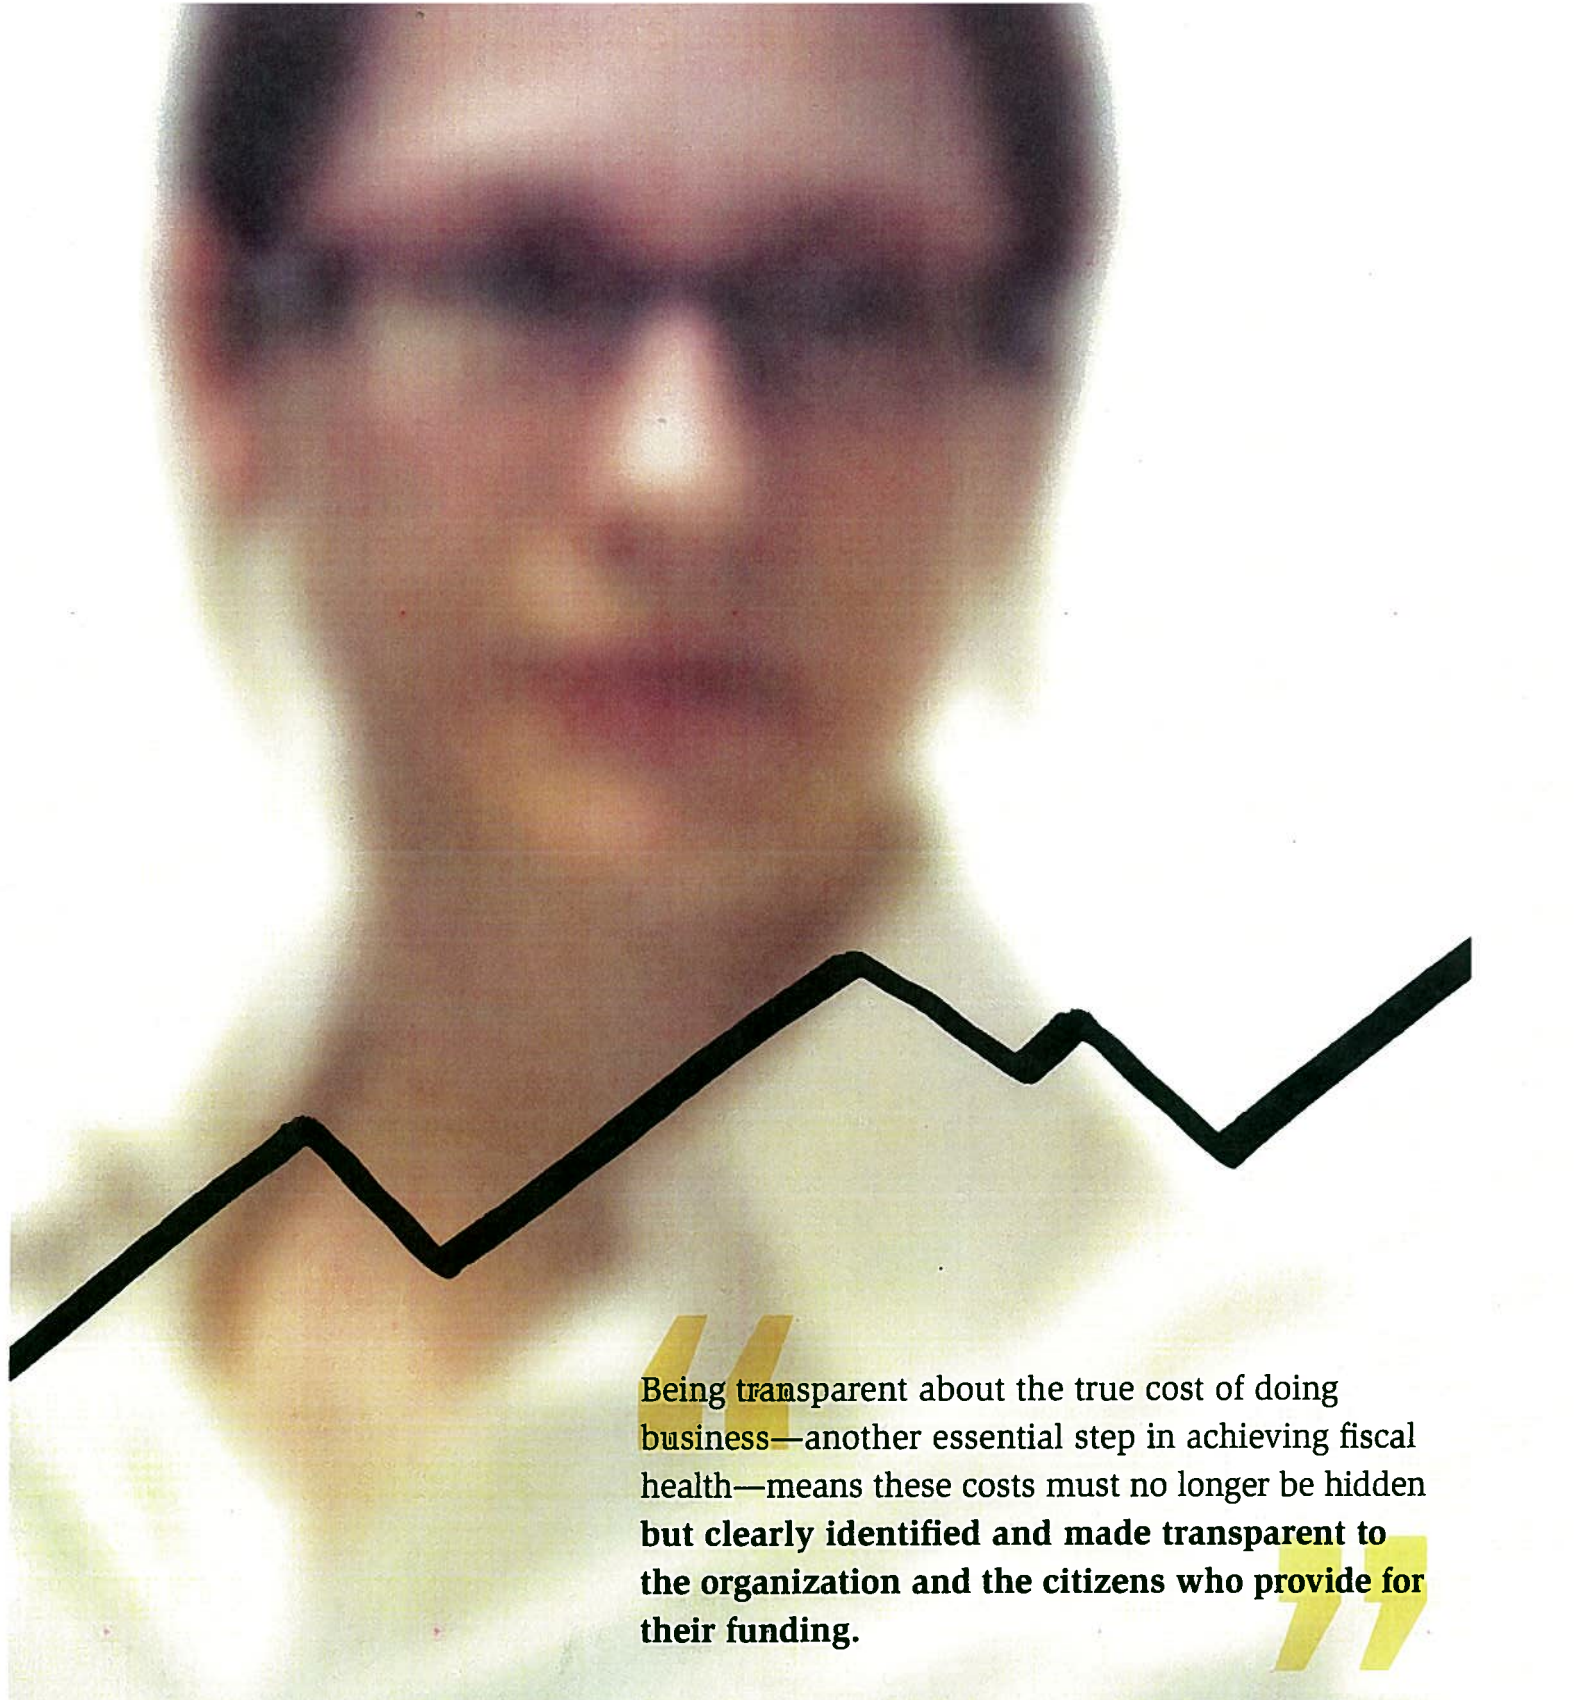 Being transparent about the true cost of doing
business—another essential step in achieving fiscal
health—means these costs must no longer be hidden
but clearly identified and made transparent to
the organization and the citizens who provide for
their funding.